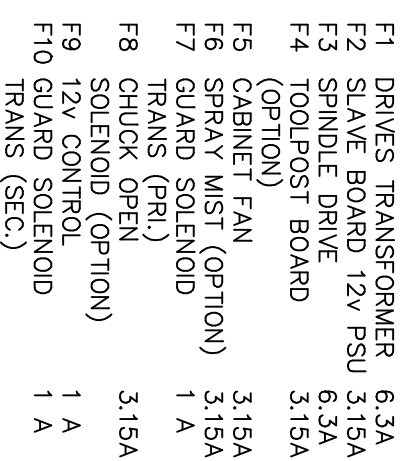 F1 DRIVES TRANSFORMER 6.3A
F2 SLAVE BOARD 12v PSU 3.15A
F3 SPINDLE DRIVE 6.3A
F4 TOOLPOST BOARD 3.15A
(OPTION)
F5 CABINET FAN 3.15A
F6 SPRAY MIST (OPTION) 3.15A
F7 GUARD SOLENOID 1 A
TRANS (PRI.)
F8 CHUCK OPEN 3.15A
SOLENOID (OPTION)
F9 12v CONTROL 1 A
F10 GUARD SOLENOID 1 A
TRANS (SEC.)